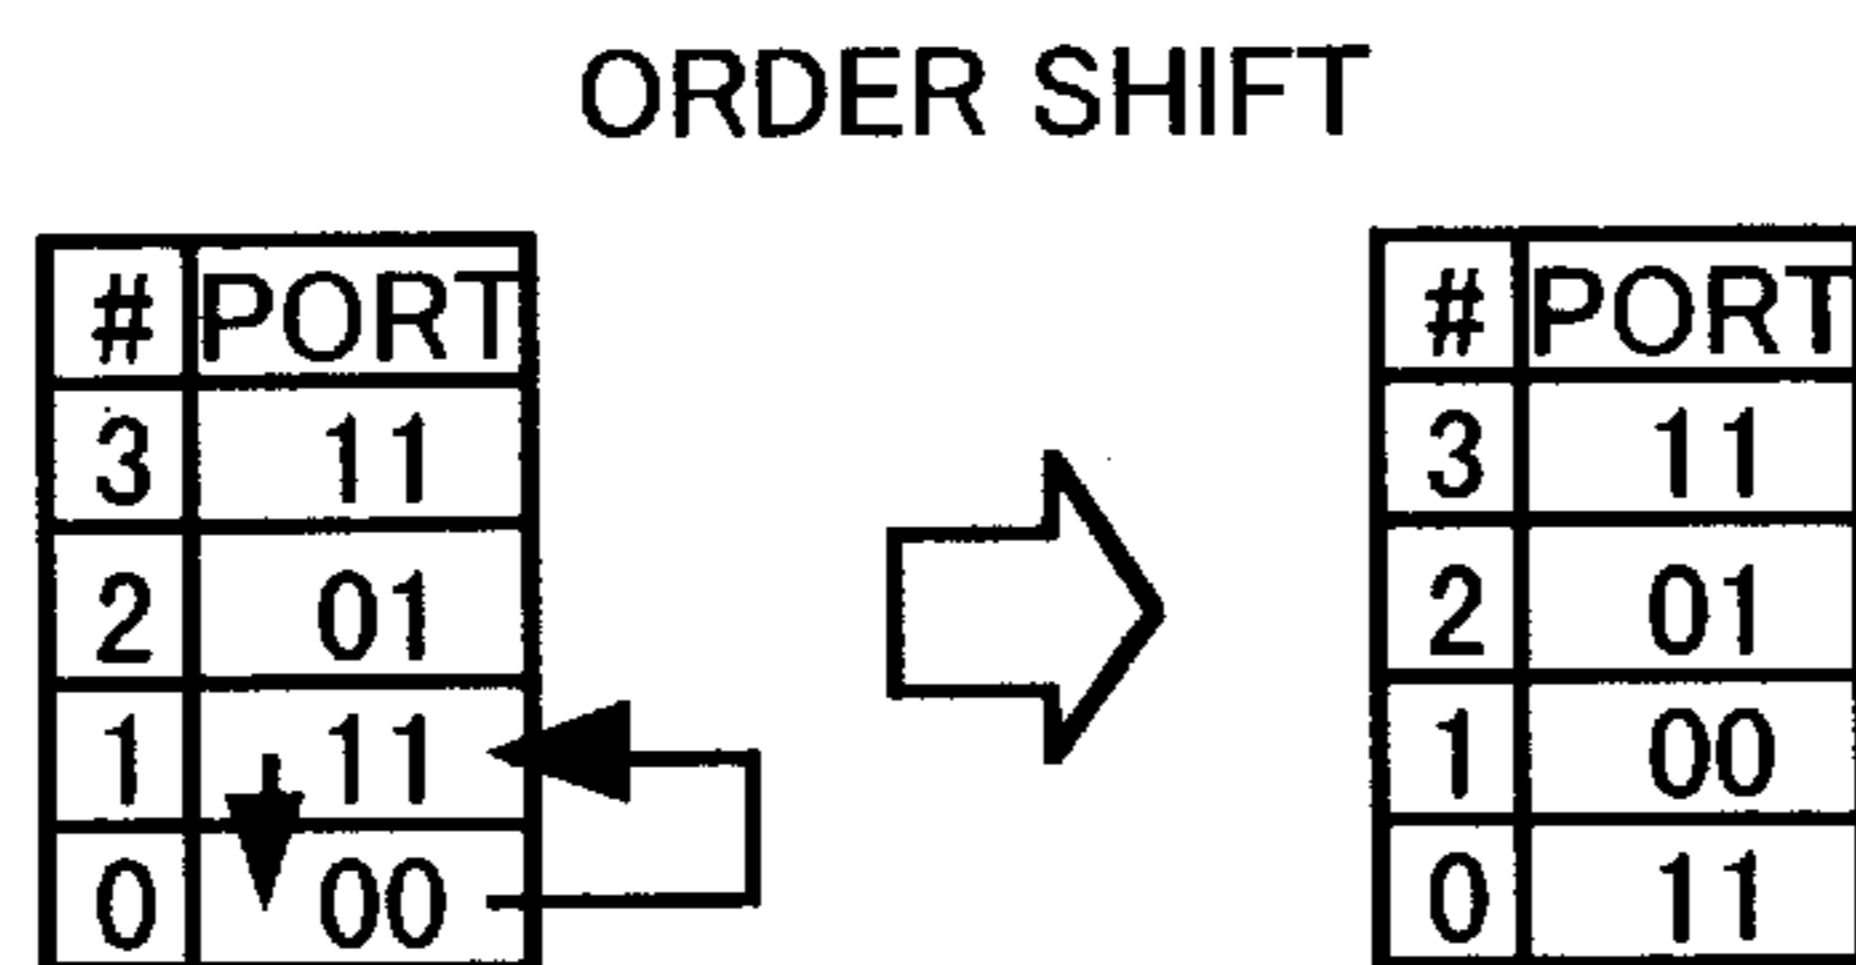 ORDER SHIFT
# PORT
3 11
2 01
1 11
0 00
# PORT
3 11
2 01
1 00
0 11